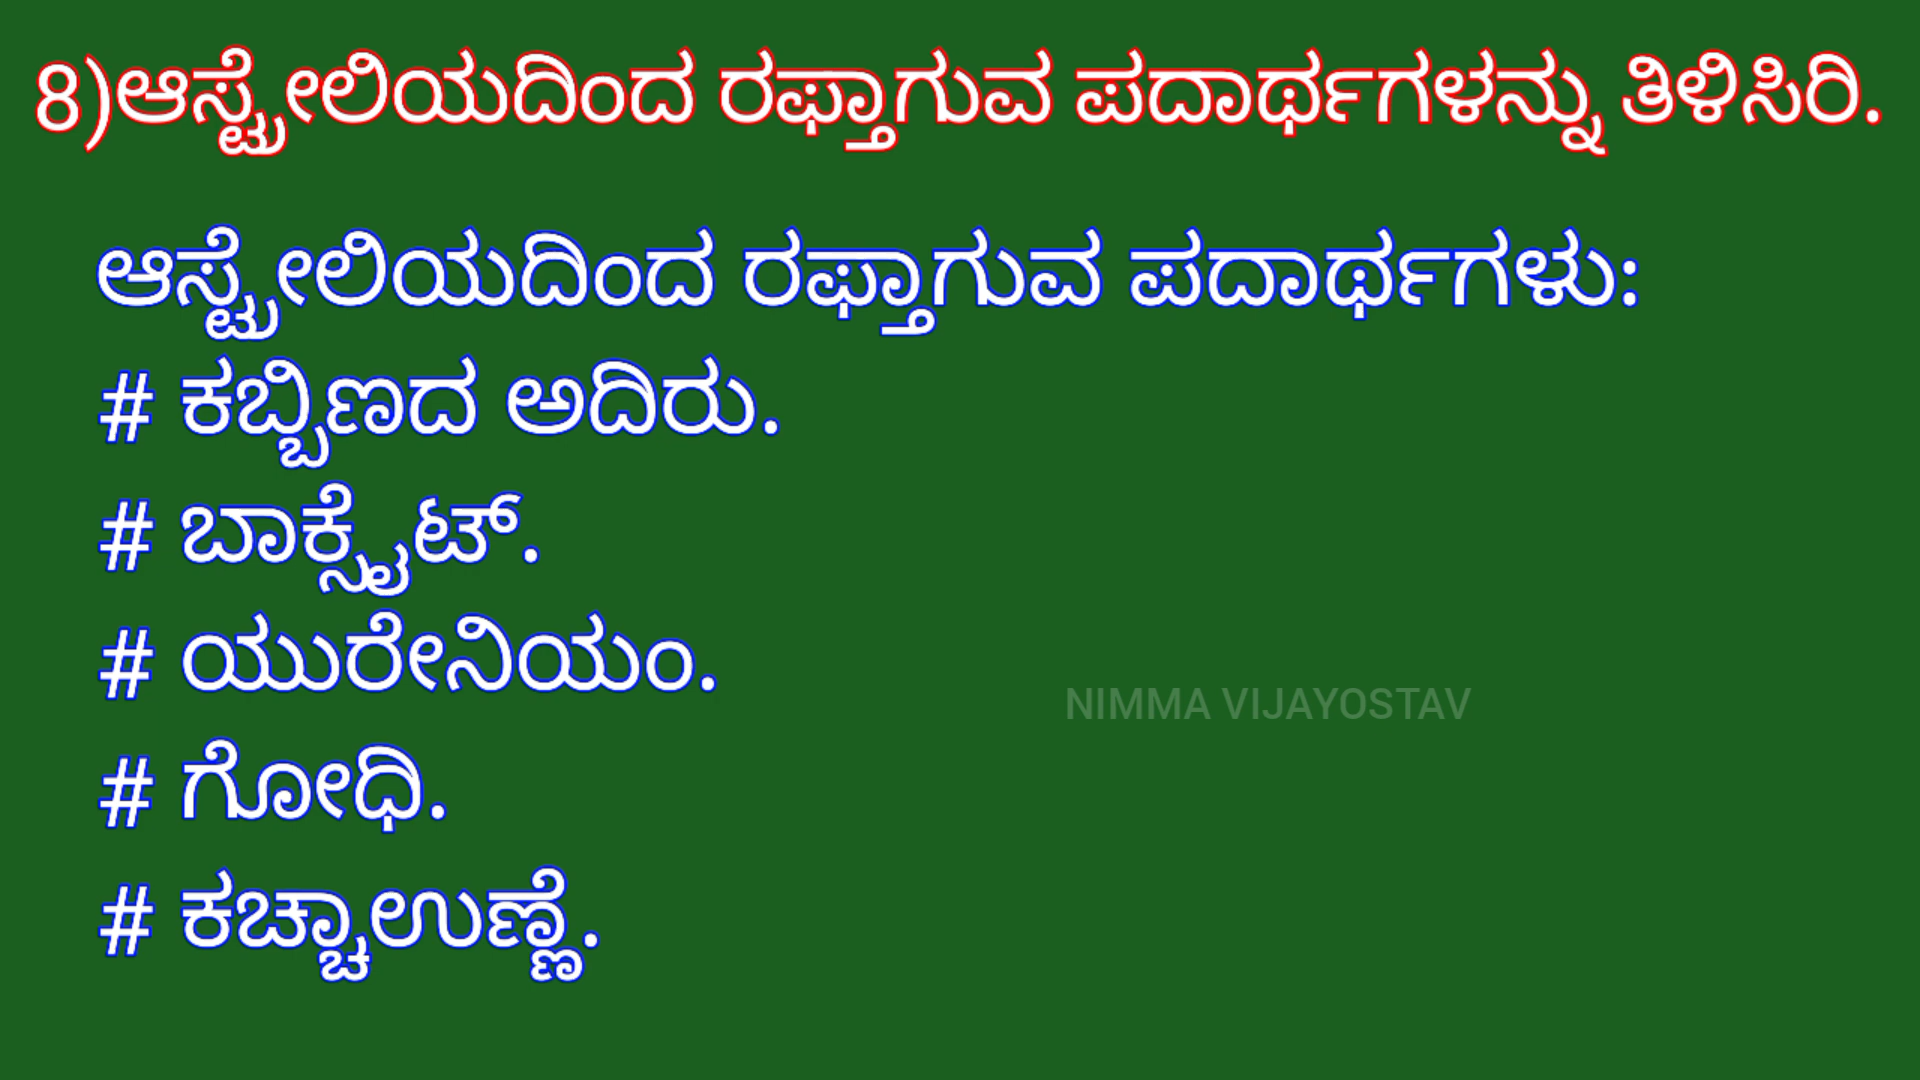 8)ಆಸ್ಟ್ರೇಲಿಯದಿಂದ ರಫ್ತಾಗುವ ಪದಾರ್ಥಗಳನ್ನು ತಿಳಿಸಿರಿ.
ಆಸ್ಟ್ರೇಲಿಯದಿಂದ ರಫ್ತಾಗುವ ಪದಾರ್ಥಗಳು:
# ಕಬ್ಬಿಣದ ಅದಿರು.
# ಬಾಕ್ಸೈಟ್.
# ಯುರೇನಿಯಂ.
NIMMA VIJAYOSTAV
# ಗೋಧಿ.
# ಕಚ್ಚಾಉಣ್ಣೆ.